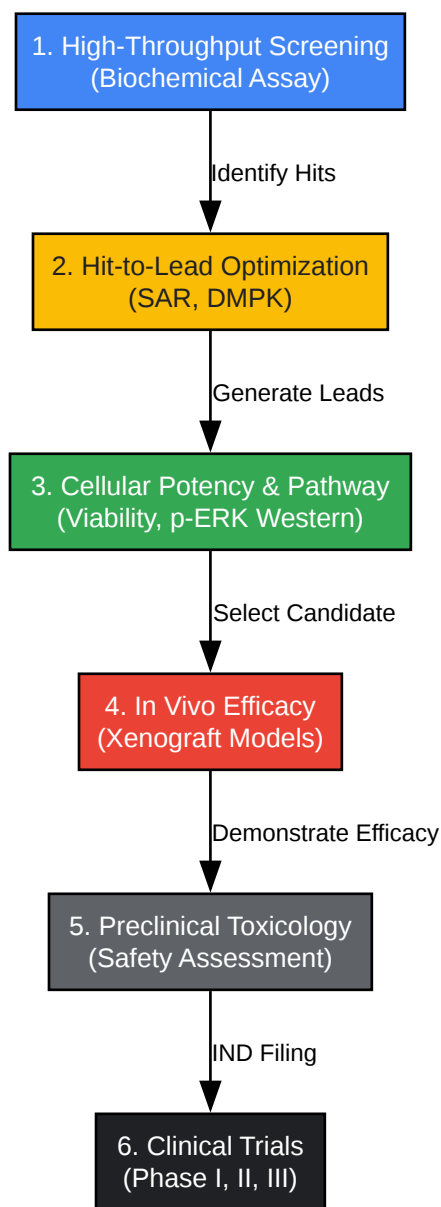 1. High-Throughput Screening
(Biochemical Assay)
Identify Hits
2. Hit-to-Lead Optimization
(SAR, DMPK)
Generate Leads
3. Cellular Potency & Pathway
(Viability, p-ERK Western)
Select Candidate
4. In Vivo Efficacy
(Xenograft Models)
Demonstrate Efficacy
5. Preclinical Toxicology
(Safety Assessment)
IND Filing
6. Clinical Trials
(Phase I, II, III)